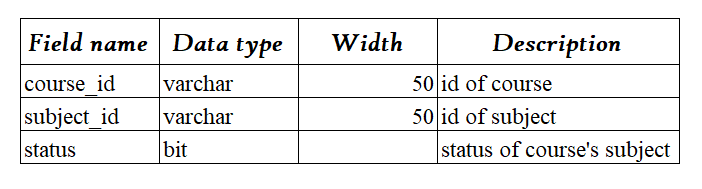 Field name Data type Width Description
course_id varchar 50 id of course
subject_id varchar 50 id of subject
status bit status of course's subject